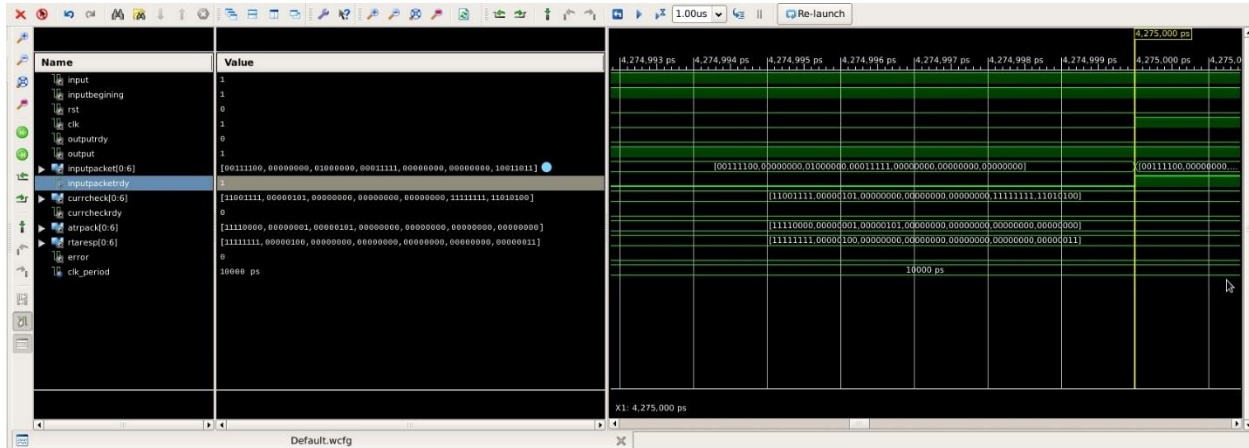 1.00us
Re-launch
4,275,000 ps
Name
Value
4,274,993 ps
4,274,994 ps
4,274,995 ps
4,274,996 ps
4,274,997 ps
4,274,998 ps
4,274,999 ps
4,275,000 ps
4,275,0
input
1
inputbegining
1
rst
0
clk
1
outputrdy
0
output
1
inputpacket[0:6]
[00111100,00000000,01000000,00011111,00000000,00000000,10011011]
[00111100,00000000,01000000,00011111,00000000,00000000,00000000]
[00111100,00000000,...
inputpacketrdy
1
currcheck[0:6]
[11001111,00000101,00000000,00000000,00000000,11111111,11010100]
[11001111,00000101,00000000,00000000,00000000,11111111,11010100]
currcheckrdy
0
atrpack[0:6]
[11110000,00000001,00000101,00000000,00000000,00000000,00000000]
[11110000,00000001,00000101,00000000,00000000,00000000,00000000]
rtaresp[0:6]
[11111111,00000100,00000000,00000000,00000000,00000000,00000011]
[11111111,00000100,00000000,00000000,00000000,00000000,00000011]
error
0
clk_period
10000 ps
10000 ps
X1: 4,275,000 ps
Default.wcfg